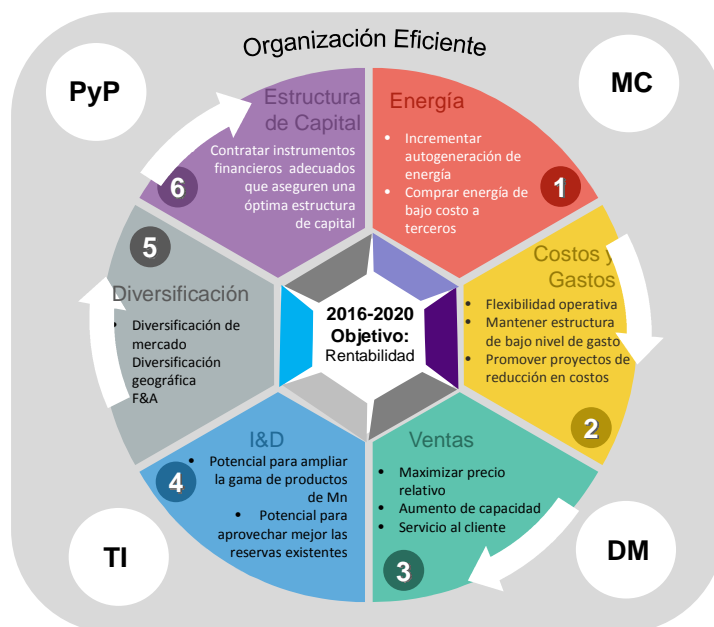 Organización Eficiente
PyP
MC
Energía
• Incrementar
autogeneración de
energía
• Comprar energía de
bajo costo a
terceros
1
Costos y
Gastos
• Flexibilidad operativa
• Mantener estructura
de bajo nivel de gasto
• Promover proyectos de
reducción en costos
2
Ventas
• Maximizar precio
relativo
• Aumento de capacidad
• Servicio al cliente
3
I&D
• Potencial para ampliar
la gama de productos
de Mn
• Potencial para
aprovechar mejor las
reservas existentes
4
5
Diversificación
• Diversificación de
mercado
Diversificación
geográfica
F&A
Estructura
de Capital
Contratar instrumentos
financieros adecuados
que aseguren una
óptima estructura
de capital
6
2016-2020
Objetivo:
Rentabilidad
TI
DM